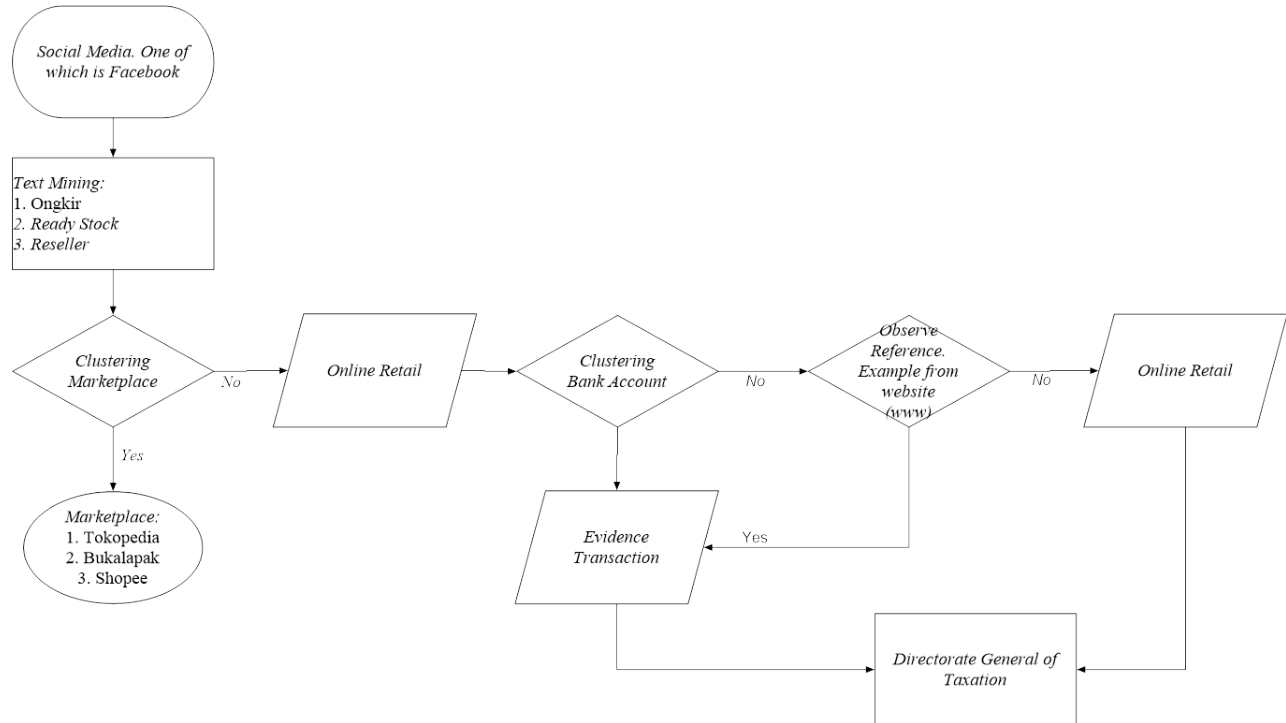 Social Media. One of
which is Facebook
Text Mining:
1. Ongkir
2. Ready Stock
3. Reseller
Clustering
Marketplace
No
Online Retail
Clustering
Bank Account
No
Observe
Reference.
Example from
website
(www)
No
Online Retail
Yes
Marketplace:
1. Tokopedia
2. Bukalapak
3. Shopee
Evidence
Transaction
Yes
Directorate General of
Taxation